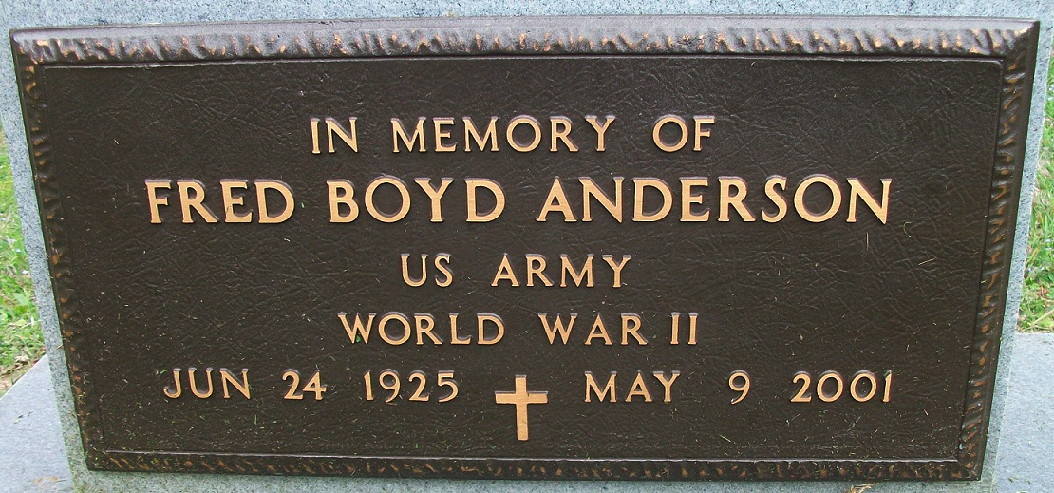 IN MEMORY OF
FRED BOYD ANDERSON
US ARMY
WORLD WAR II
JUN 24 1925 MAY 9 2001